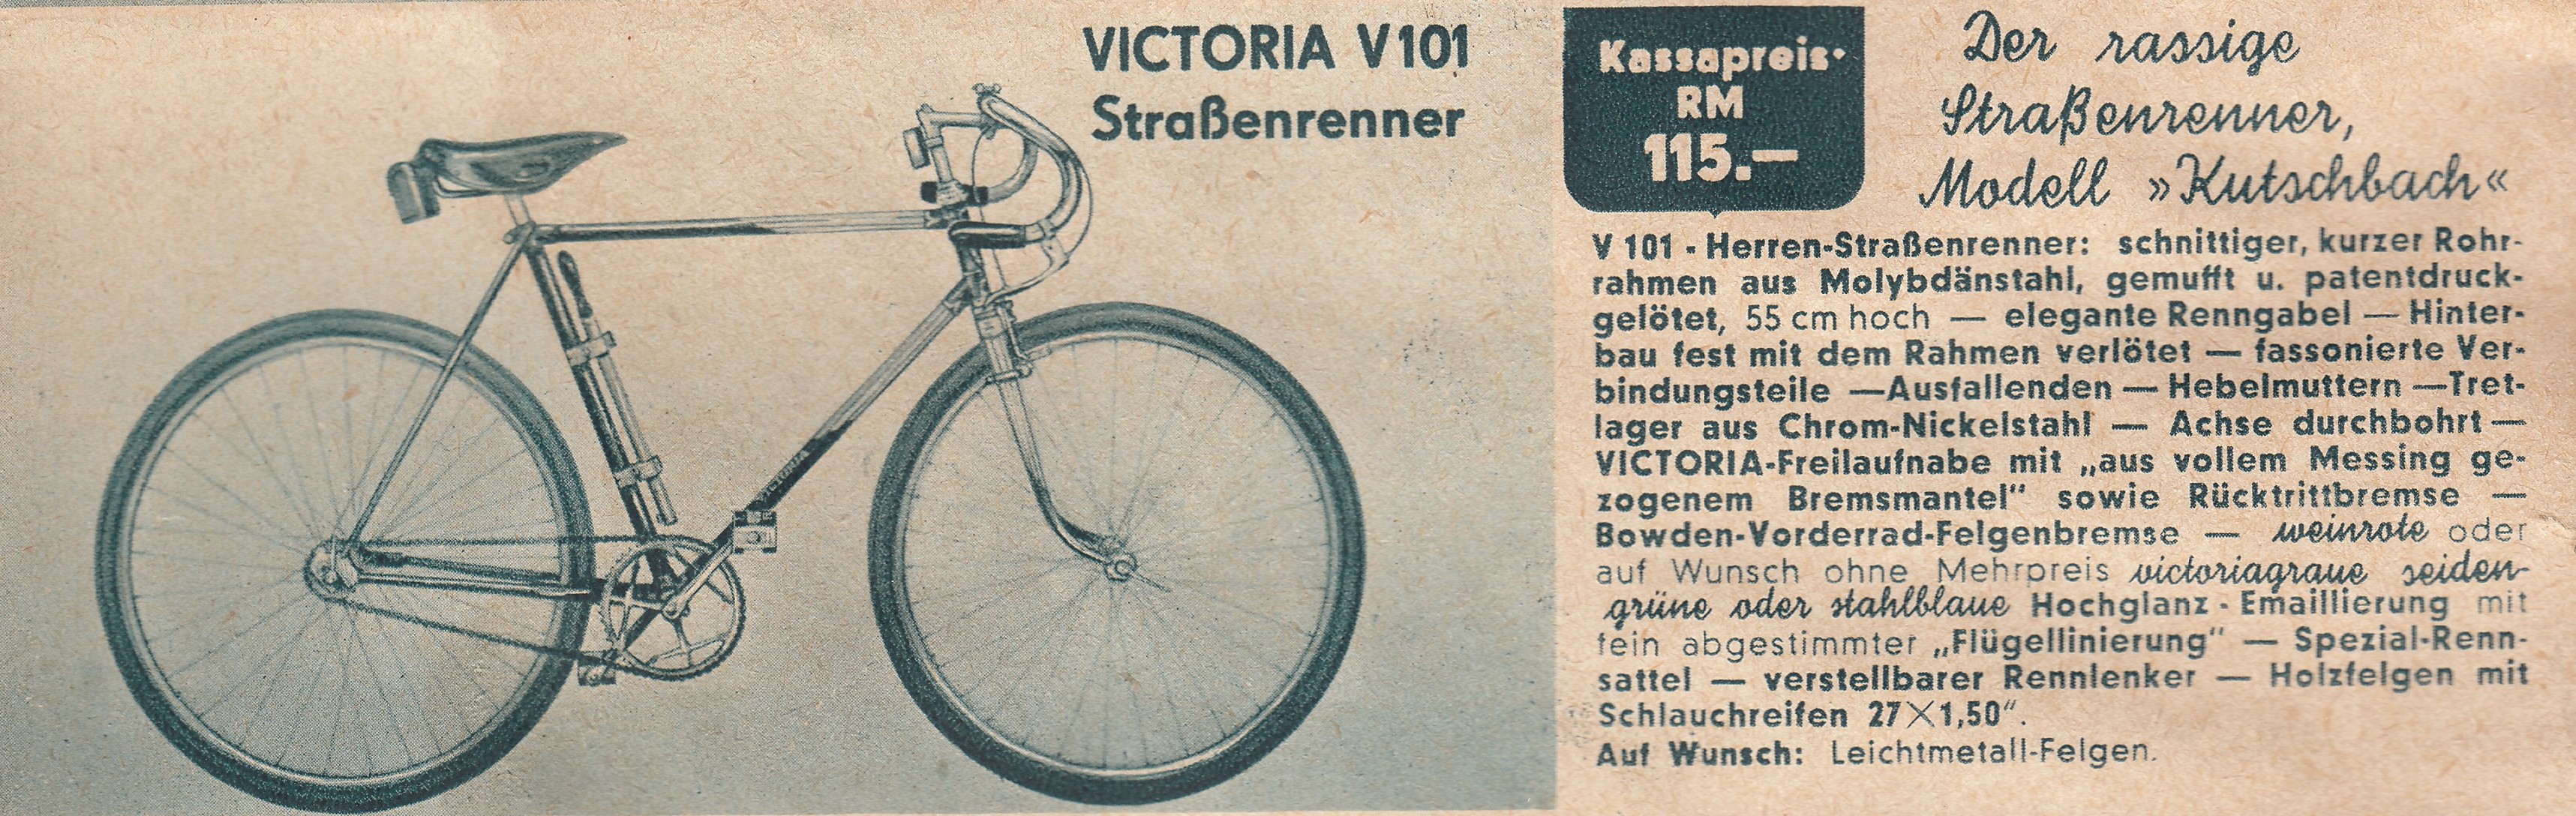 VICTORIA V101
Straßenrenner
VICTORIA
Kassapreis·
RM
115.—
Der rassige
Straßenrenner,
Modell »Kutschbach«
V 101 - Herren-Straßenrenner: schnittiger, kurzer Rohr-
rahmen aus Molybdänstahl, gemufft u. patentdruck-
gelötet, 55 cm hoch — elegante Renngabel — Hinter-
bau fest mit dem Rahmen verlötet — fassonierte Ver-
bindungsteile —Ausfallenden — Hebelmuttern —Tret-
lager aus Chrom-Nickelstahl — Achse durchbohrt —
VICTORIA-Freilaufnabe mit „aus vollem Messing ge-
zogenem Bremsmantel“ sowie Rücktrittbremse —
Bowden-Vorderrad-Felgenbremse — weinrote oder
auf Wunsch ohne Mehrpreis victoriagraue seiden-
grüne oder stahlblaue Hochglanz - Emaillierung mit
fein abgestimmter „Flügellinierung“ — Spezial-Renn-
sattel — verstellbarer Rennlenker — Holzfelgen mit
Schlauchreifen 27×1,50“.
Auf Wunsch: Leichtmetall-Felgen.